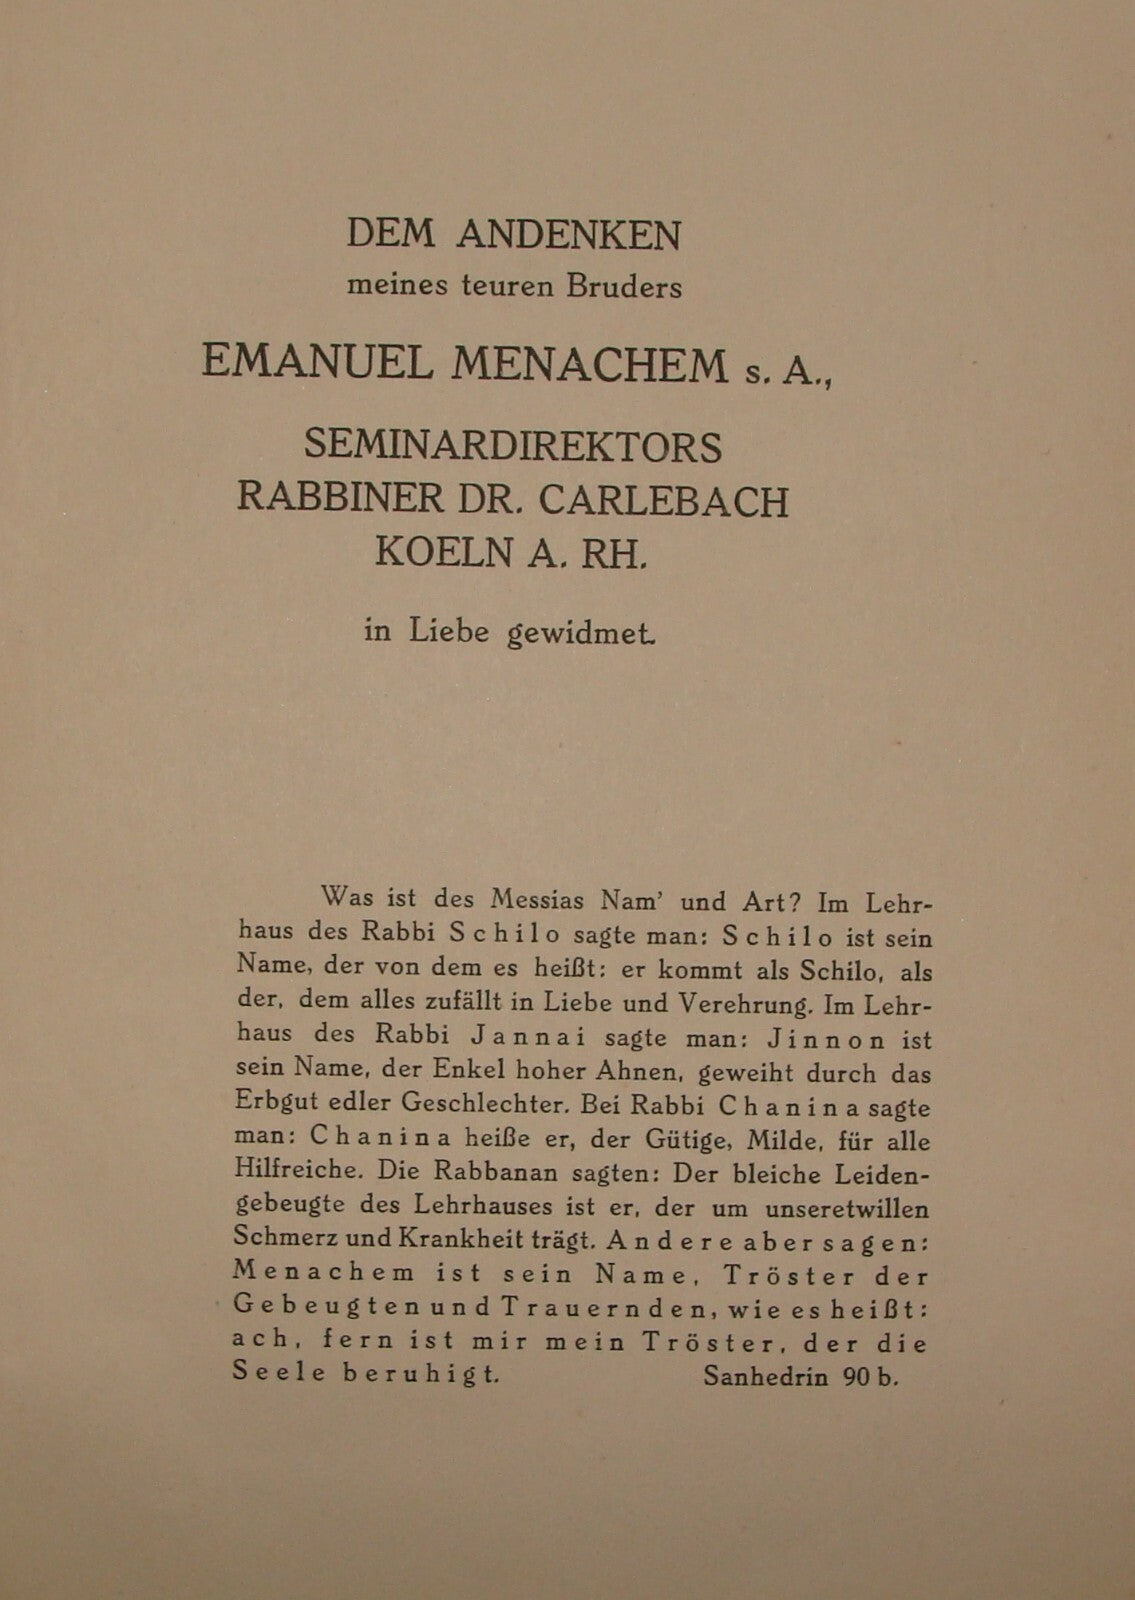 DEM ANDENKEN
meines teuren Bruders
EMANUEL MENACHEM s. A.,
SEMINARDIREKTORS
RABBINER DR. CARLEBACH
KOELN A. RH.
in Liebe gewidmet.
Was ist des Messias Nam' und Art? Im Lehr-
haus des Rabbi Schilo sagte man: Schilo ist sein
Name, der von dem es heißt: er kommt als Schilo, als
der, dem alles zufällt in Liebe und Verehrung. Im Lehr-
haus des Rabbi Jannai sagte man: Jinnon ist
sein Name, der Enkel hoher Ahnen, geweiht durch das
Erbgut edler Geschlechter. Bei Rabbi Chanina sagte
man: Chanina heiße er, der Gütige, Milde, für alle
Hilfreiche. Die Rabbanan sagten: Der bleiche Leiden-
gebeugte des Lehrhauses ist er, der um unseretwillen
Schmerz und Krankheit trägt. Andere aber sagen:
Menachem ist sein Name, Tröster der
Gebeugten und Trauernden, wie es heißt:
ach, fern ist mir mein Tröster, der die
Seele beruhigt. Sanhedrin 90 b.